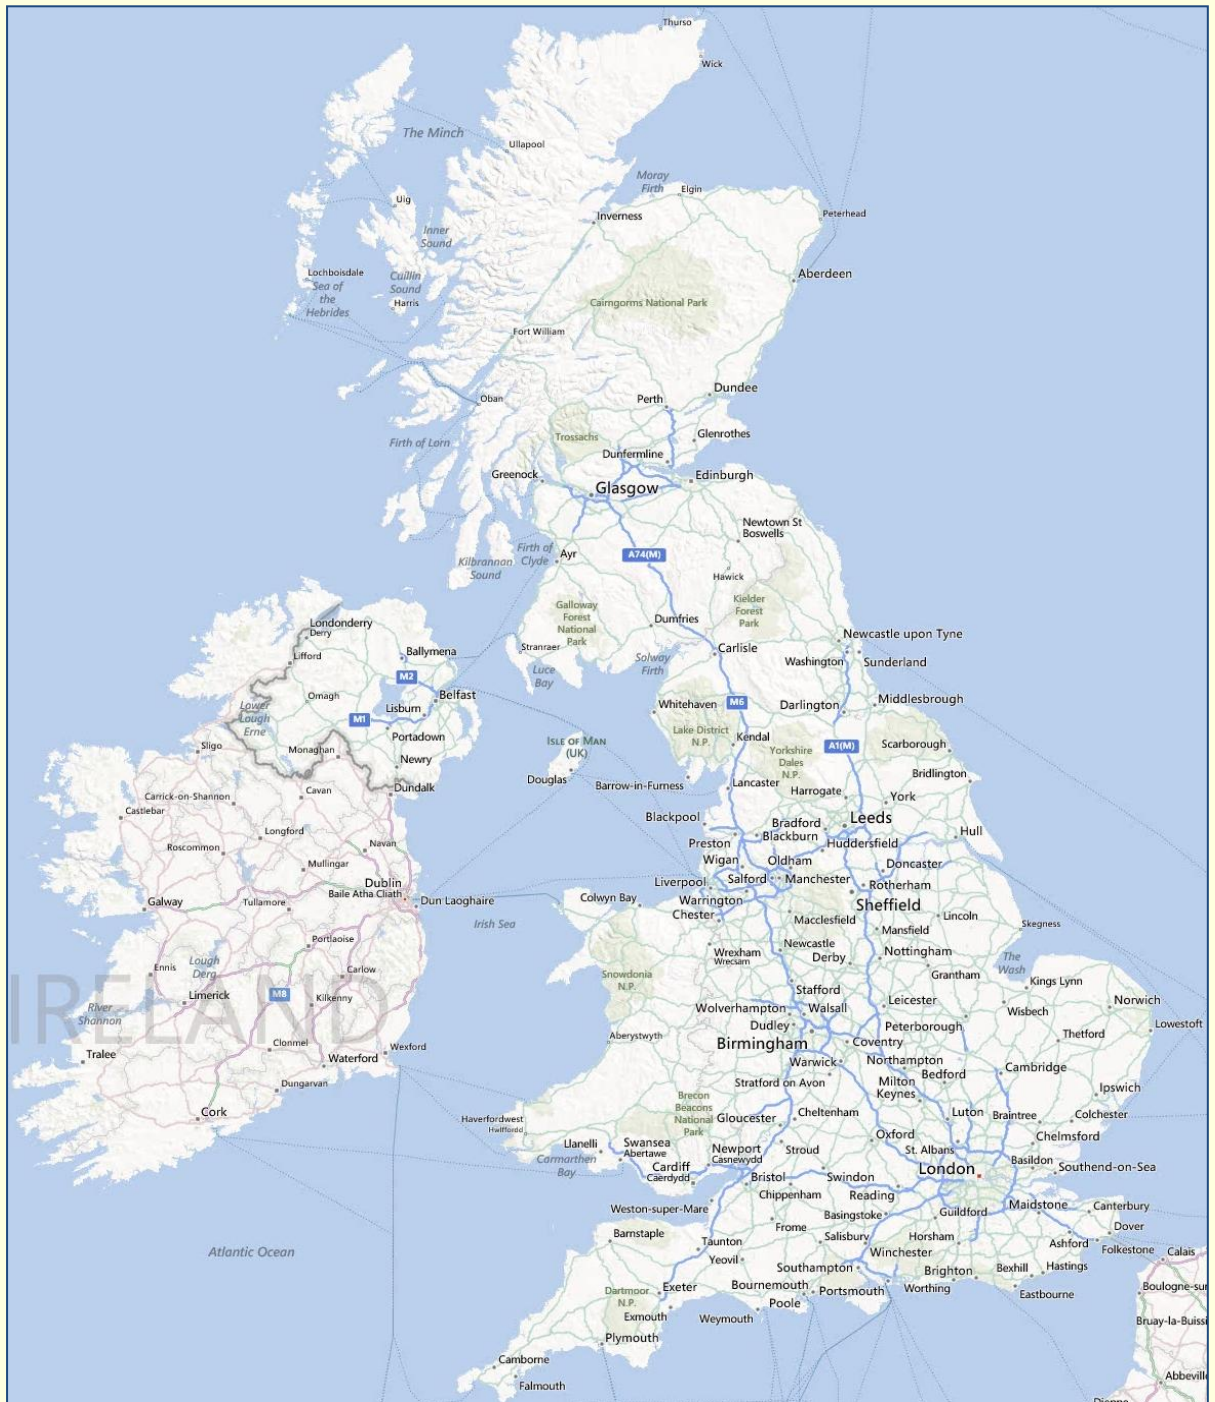 Thurso
Wick
The Minch
Ullapool
Moray
Firth
Elgin
Uig
Inverness
Peterhead
Inner
Sound
Lochboisdale
Sea of
the
Hebrides
Cuillin
Sound
Harris
Aberdeen
Cairngorms National Park
Fort William
Oban
Perth
Dundee
Firth of Lorn
Trossachs
Glenrothes
Dunfermline
Greenock
Edinburgh
Glasgow
Newtown St
Boswells
Firth of
Clyde
Ayr
A74(M)
Kilbrannan
Sound
Hawick
Galloway
Forest
National
Park
Kielder
Forest
Park
Londonderry
Derry
Dumfries
Newcastle upon Tyne
Lifford
Ballymena
Stranraer
Carlisle
Washington
Sunderland
Luce
Bay
Solway
Firth
M2
Omagh
Belfast
Lower
Lough
Erne
Lisburn
M1
Whitehaven
M6
Darlington
Middlesbrough
Portadown
Lake District
N.P.
Kendal
A1(M)
Scarborough
Sligo
Monaghan
Newry
ISLE OF MAN
(UK)
Yorkshire
Dales
N.P.
Douglas
Barrow-in-Furness
Lancaster
Bridlington
Carrick-on-Shannon
Cavan
Dundalk
Harrogate
York
Castlebar
Blackpool
Bradford
Leeds
Longford
Blackburn
Hull
Roscommon
Navan
Preston
Huddersfield
Mullingar
Wigan
Oldham
Doncaster
Dublin
Baile Atha Cliath
Liverpool
Salford
Manchester
Rotherham
Galway
Tullamore
Dun Laoghaire
Colwyn Bay
Warrington
Sheffield
Chester
Macclesfield
Lincoln
Irish Sea
Mansfield
Skegness
Portlaoise
Newcastle
Nottingham
Wrexham
Wrecsam
Derby
The
Wash
Ennis
Lough
Derg
Carlow
Snowdonia
N.P.
Grantham
Kings Lynn
Limerick
M8
Kilkenny
Stafford
Leicester
Norwich
IRELAND
River
Shannon
Wolverhampton
Walsall
Wisbech
Dudley
Peterborough
Lowestoft
Aberystwyth
Birmingham
Coventry
Thetford
Tralee
Clonmel
Waterford
Wexford
Warwick
Northampton
Cambridge
Dungarvan
Stratford on Avon
Milton
Keynes
Bedford
Ipswich
Cork
Brecon
Beacons
National
Park
Haverfordwest
Hwlffordd
Gloucester
Cheltenham
Luton
Braintree
Colchester
Llanelli
Swansea
Abertawe
Newport
Casnewydd
Stroud
Oxford
St. Albans
Chelmsford
Carmarthen
Bay
Cardiff
Caerdydd
Bristol
Swindon
London
Basildon
Southend-on-Sea
Chippenham
Reading
Weston-super-Mare
Basingstoke
Guildford
Maidstone
Canterbury
Barnstaple
Frome
Salisbury
Horsham
Dover
Atlantic Ocean
Taunton
Winchester
Ashford
Folkestone
Calais
Yeovil
Southampton
Brighton
Bexhill
Hastings
Dartmoor
N.P.
Exeter
Bournemouth
Portsmouth
Worthing
Eastbourne
Boulogne-su
Exmouth
Weymouth
Poole
Bruay-la-Buissi
Plymouth
Camborne
Falmouth
Abbevill